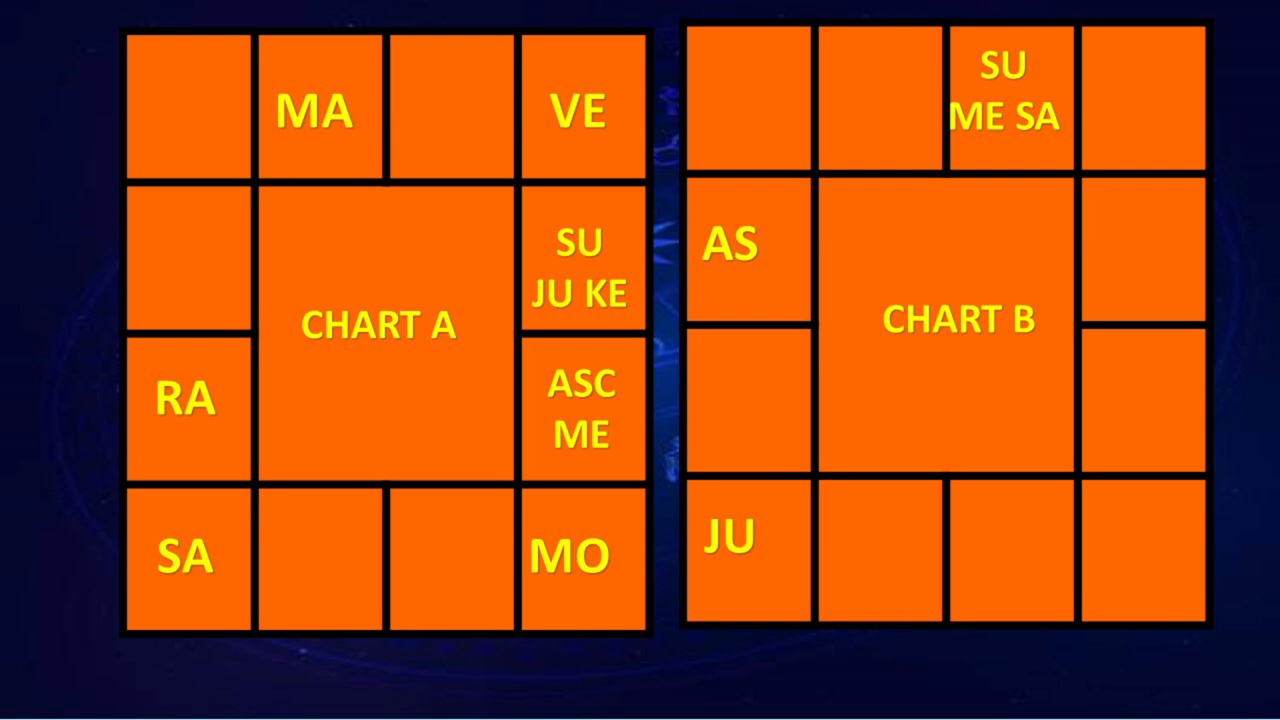 MA
VE
SU
JU KE
CHART A
RA
ASC
ME
SA
MO
SU
ME SA
AS
CHART B
JU